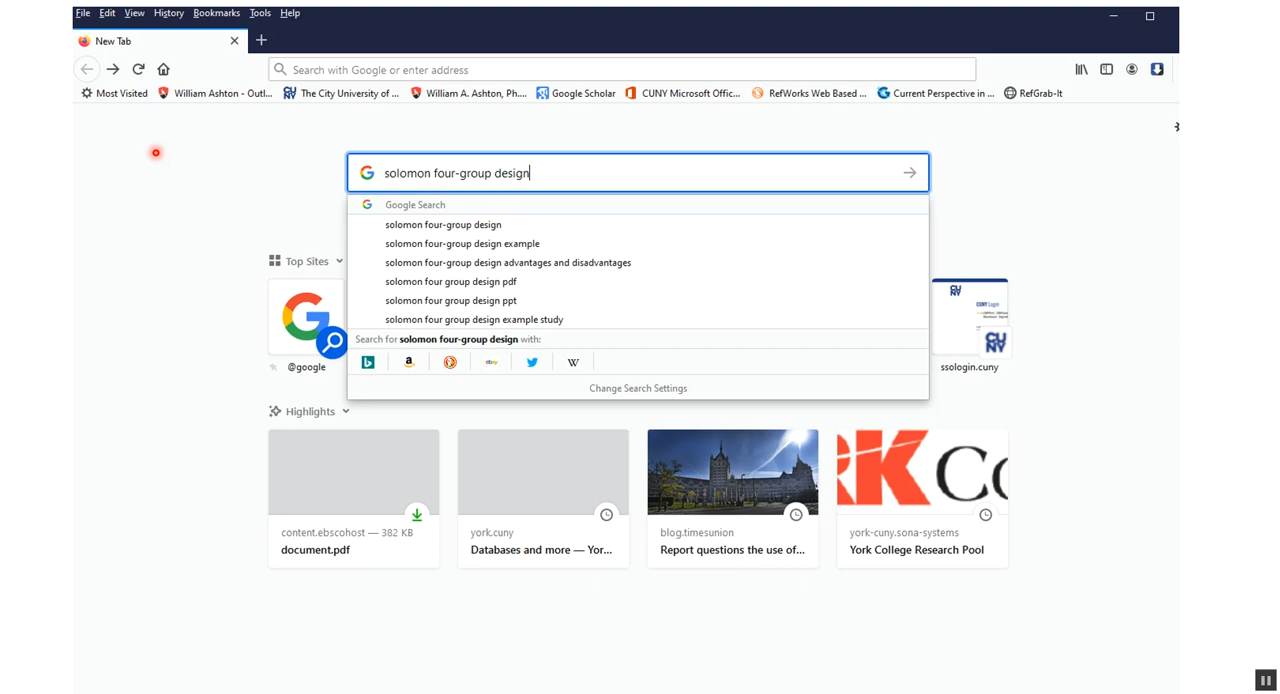 File Edit View History Bookmarks Tools Help
New Tab
Search with Google or enter address
Most Visited William Ashton - Outl... The City University of ... William A. Ashton, Ph.... Google Scholar CUNY Microsoft Offic... RefWorks Web Based ... Current Perspective in ... RefGrab-It
solomon four-group design
Google Search
solomon four-group design
solomon four-group design example
solomon four-group design advantages and disadvantages
solomon four group design pdf
solomon four group design ppt
solomon four group design example study
Search for solomon four-group design with:
ebay W
Change Search Settings
Top Sites
CUNY Login
@google
ssologin.cuny
Highlights
RK Co
content.ebscohost — 382 KB
document.pdf
york.cuny
Databases and more — Yor...
blog.timesunion
Report questions the use of...
york-cuny.sona-systems
York College Research Pool